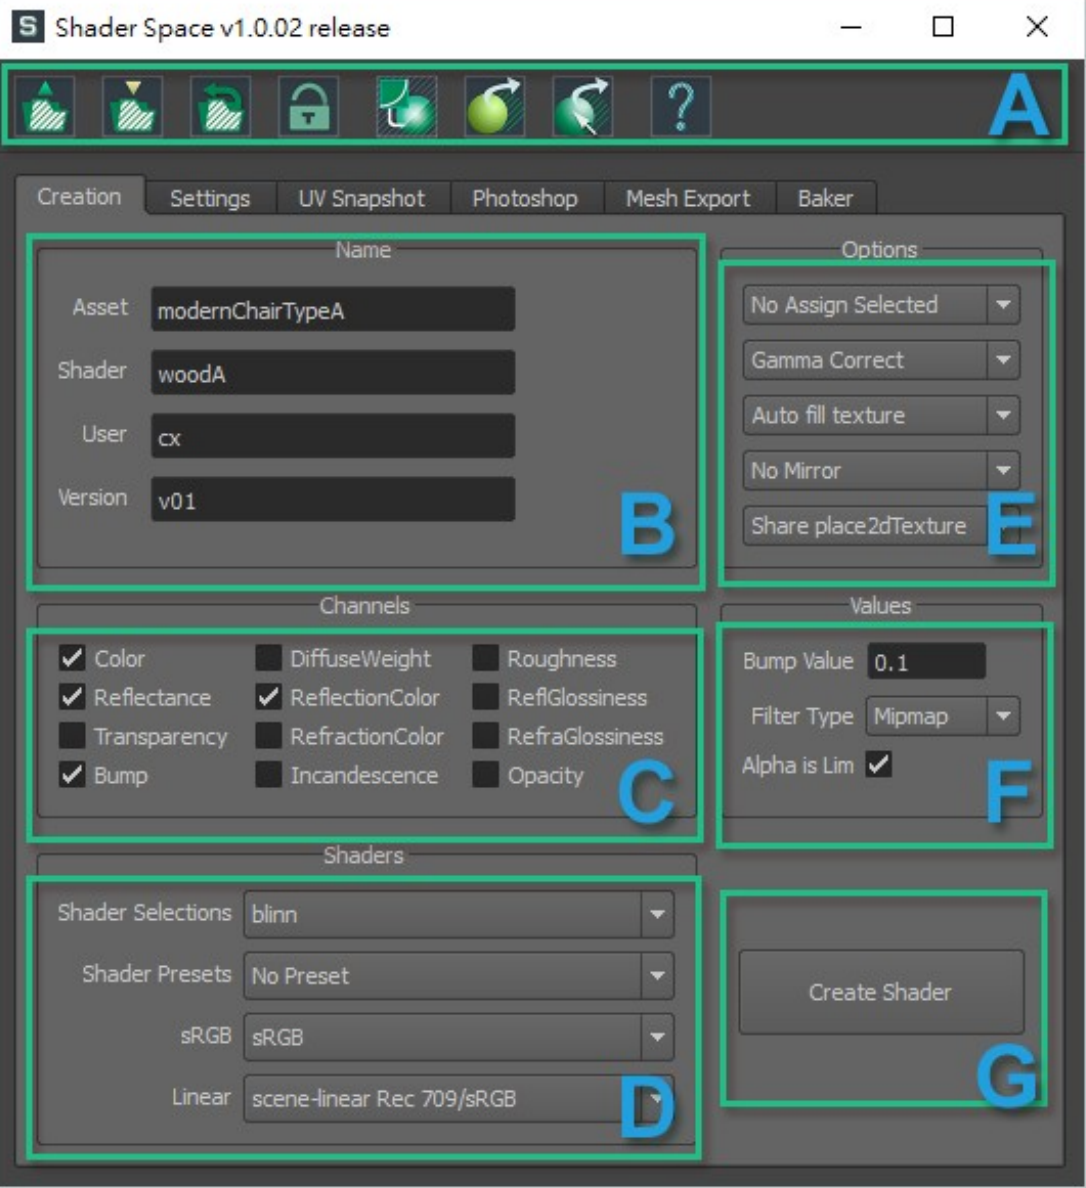 S Shader Space v1.0.02 release
? A
Creation Settings UV Snapshot Photoshop Mesh Export Baker
Name
Asset modernChairTypeA
Shader woodA
User cx
Version v01
B
Options
No Assign Selected
Gamma Correct
Auto fill texture
No Mirror
Share place2dTexture
E
Channels
Color DiffuseWeight Roughness
Reflectance ReflectionColor ReflGlossiness
Transparency RefractionColor RefraGlossiness
Bump Incandescence Opacity
C
Values
Bump Value 0.1
Filter Type Mipmap
Alpha is Lim
F
Shaders
Shader Selections blinn
Shader Presets No Preset
sRGB sRGB
Linear scene-linear Rec 709/sRGB
D
Create Shader
G